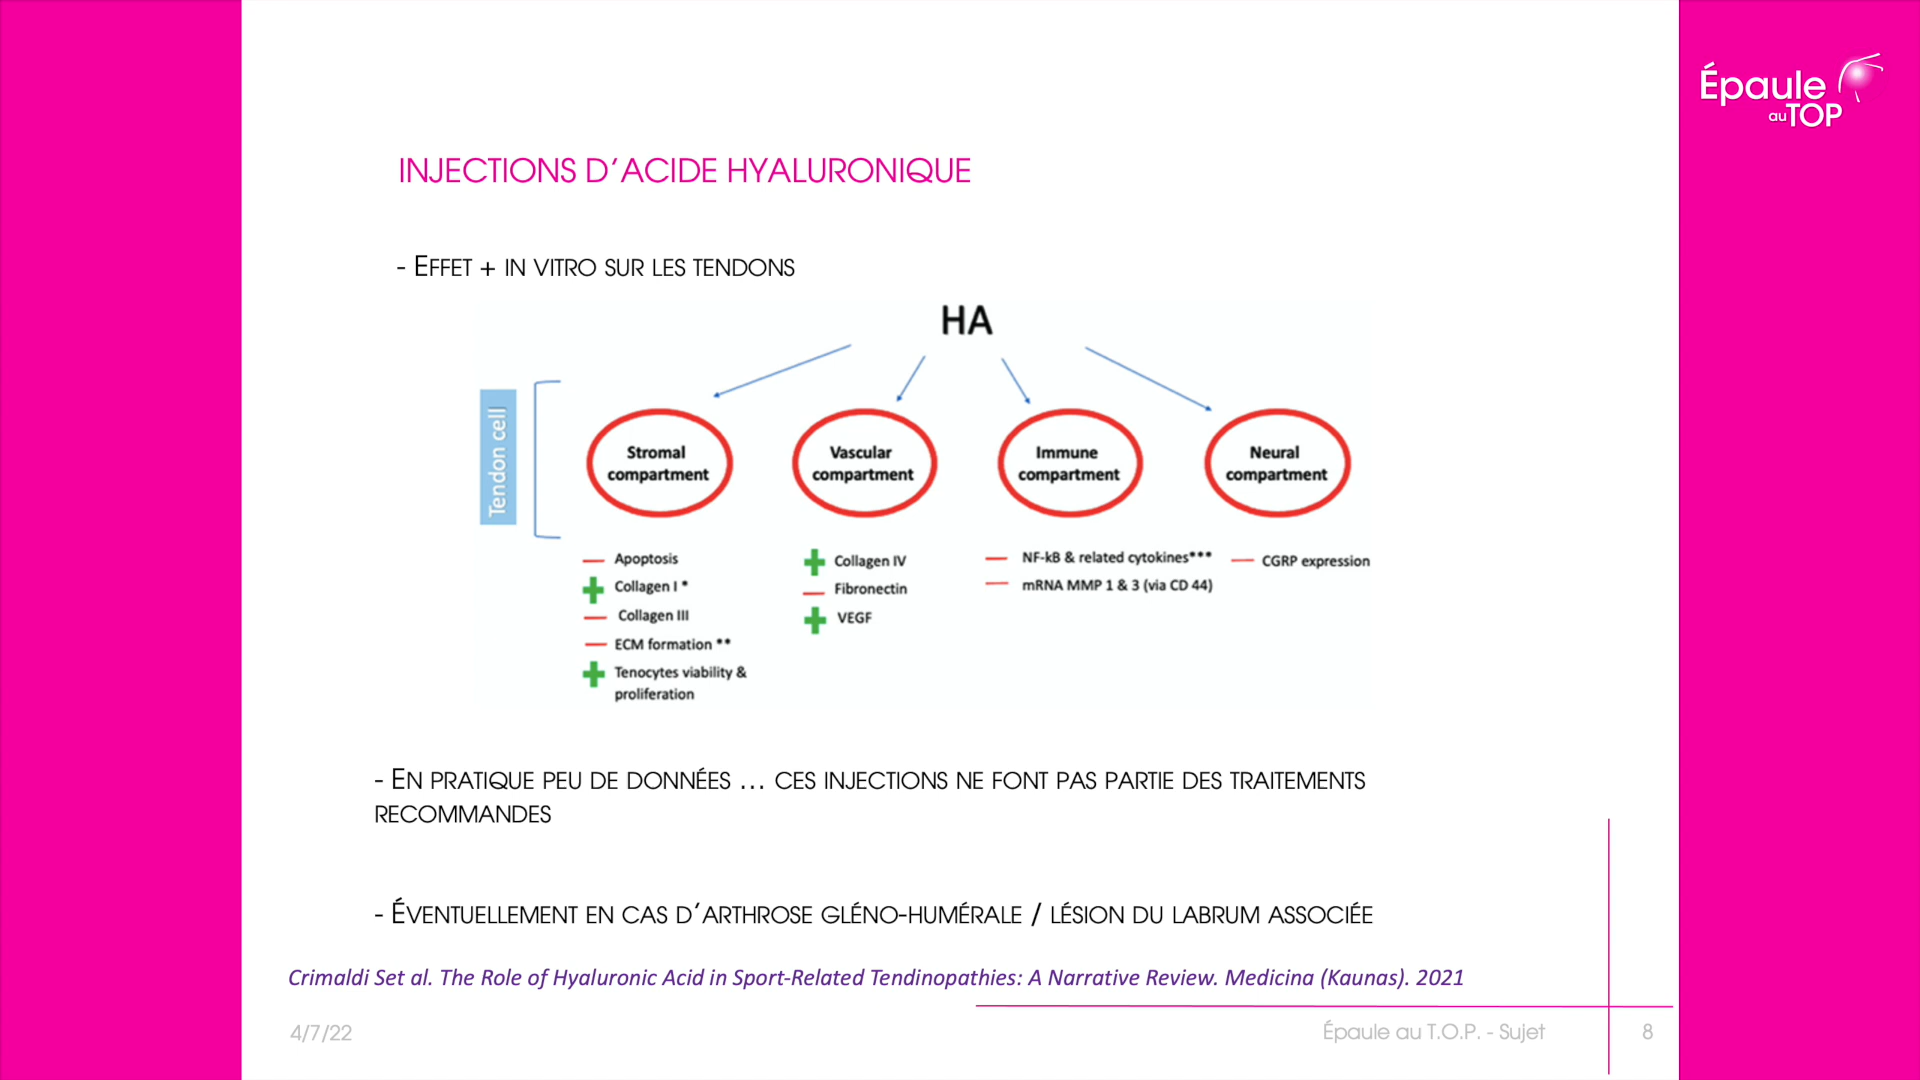 Épaule
au TOP
INJECTIONS D'ACIDE HYALURONIQUE
- EFFET + IN VITRO SUR LES TENDONS
HA
Tendon cell
Stromal
compartment
Vascular
compartment
Immune
compartment
Neural
compartment
— Apoptosis
+ Collagen I *
— Collagen III
— ECM formation **
+ Tenocytes viability &
proliferation
+ Collagen IV
— Fibronectin
+ VEGF
— NF-kB & related cytokines***
— mRNA MMP 1 & 3 (via CD 44)
— CGRP expression
- EN PRATIQUE PEU DE DONNÉES ... CES INJECTIONS NE FONT PAS PARTIE DES TRAITEMENTS
RECOMMANDES
- ÉVENTUELLEMENT EN CAS D'ARTHROSE GLÉNO-HUMÉRALE / LÉSION DU LABRUM ASSOCIÉE
Crimaldi Set al. The Role of Hyaluronic Acid in Sport-Related Tendinopathies: A Narrative Review. Medicina (Kaunas). 2021
4/7/22
Épaule au T.O.P. - Sujet
8